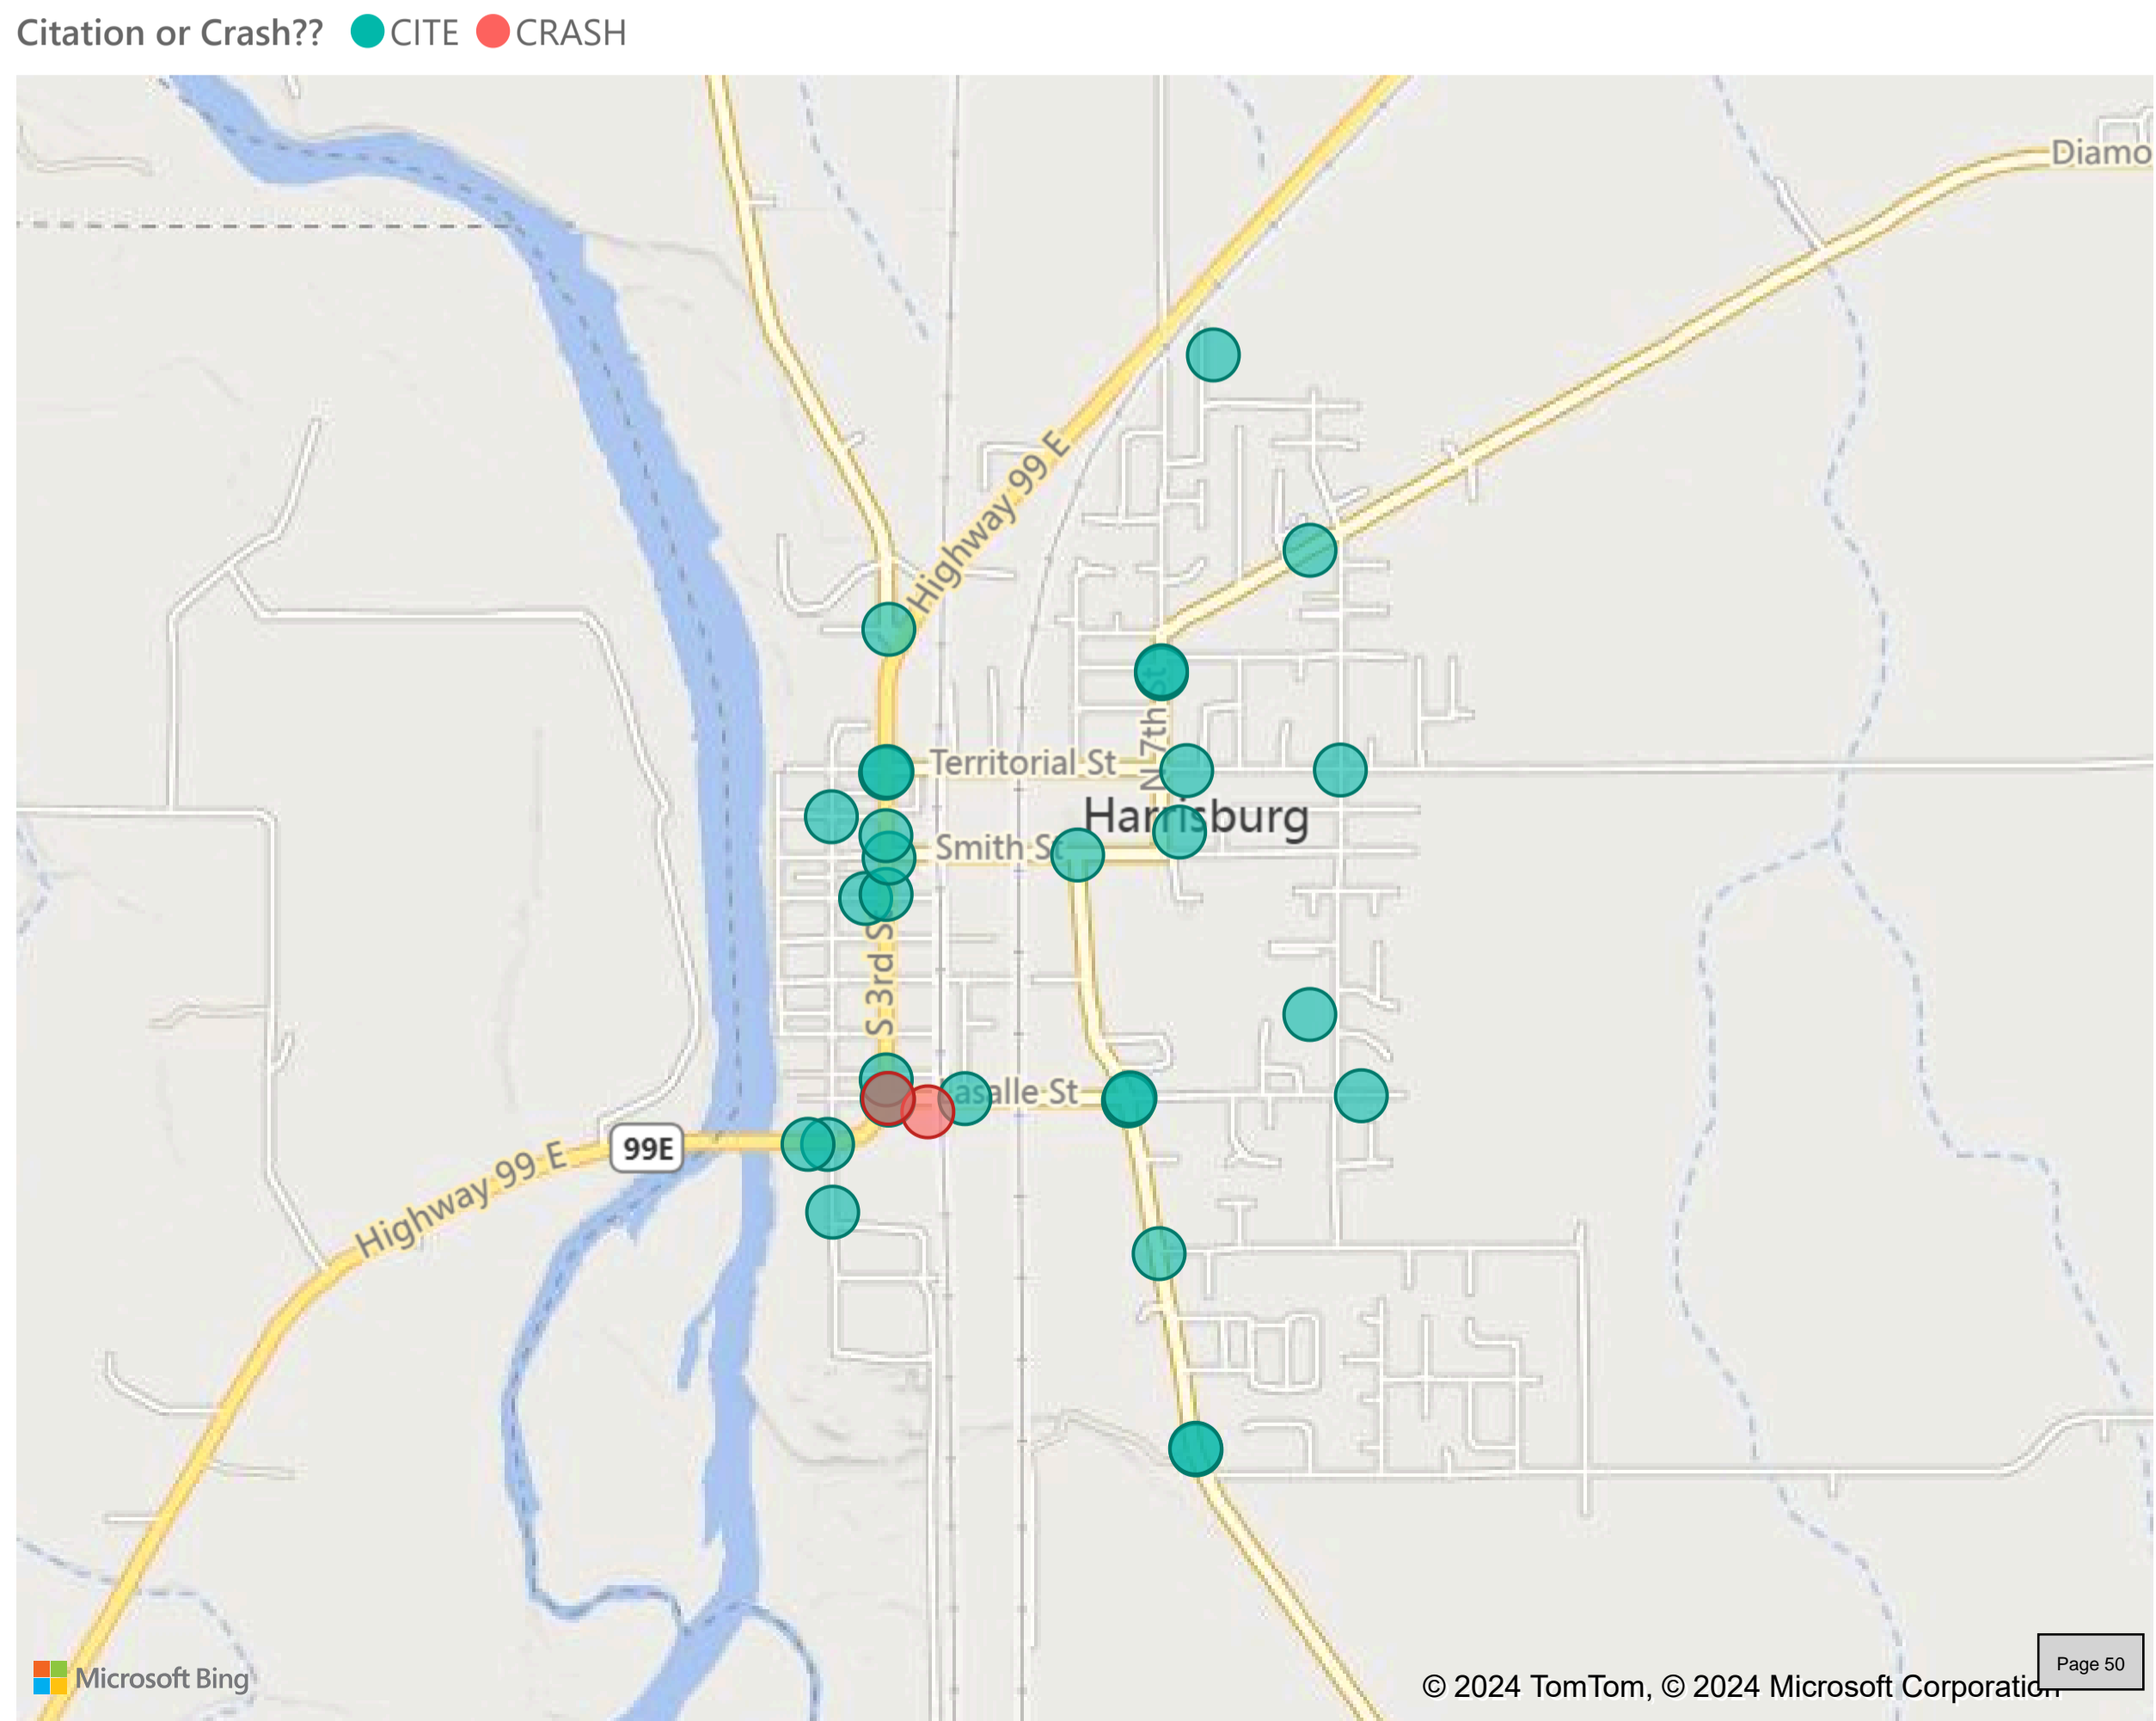 Citation or Crash?? CITE CRASH
Diamo
Highway 99 E
N 7th St
Territorial St
Harrisburg
Smith St
S 3rd S
Lasalle St
99E
Highway 99 E
Microsoft Bing
© 2024 TomTom, © 2024 Microsoft Corporation
Page 50